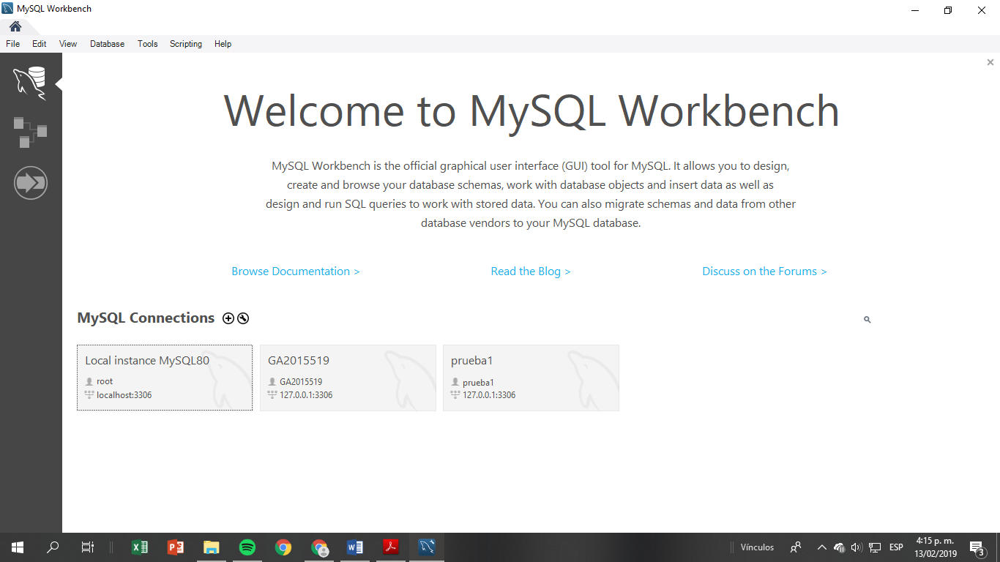 MySQL Workbench
File Edit View Database Tools Scripting Help
Welcome to MySQL Workbench
MySQL Workbench is the official graphical user interface (GUI) tool for MySQL. It allows you to design,
create and browse your database schemas, work with database objects and insert data as well as
design and run SQL queries to work with stored data. You can also migrate schemas and data from other
database vendors to your MySQL database.
Browse Documentation > Read the Blog > Discuss on the Forums >
MySQL Connections
Local instance MySQL80
root
localhost:3306
GA2015519
GA2015519
127.0.0.1:3306
prueba1
prueba1
127.0.0.1:3306
Vínculos
ESP
4:15 p. m.
13/02/2019
3